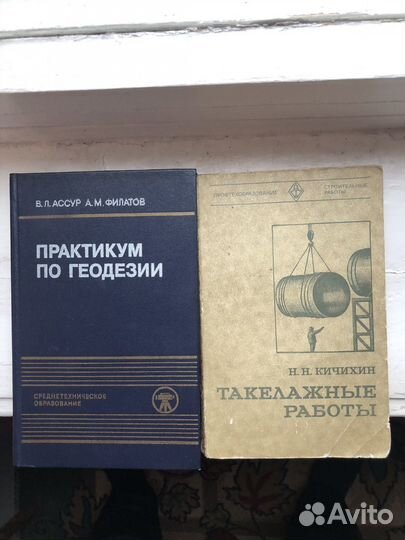 В. Л. АССУР А. М. ФИЛАТОВ
ПРАКТИКУМ
ПО ГЕОДЕЗИИ
СРЕДНЕТЕХНИЧЕСКОЕ
ОБРАЗОВАНИЕ
ПРОФТЕХОБРАЗОВАНИЕ
СТРОИТЕЛЬНЫЕ
РАБОТЫ
Н. Н. КИЧИХИН
ТАКЕЛАЖНЫЕ
РАБОТЫ
Avito